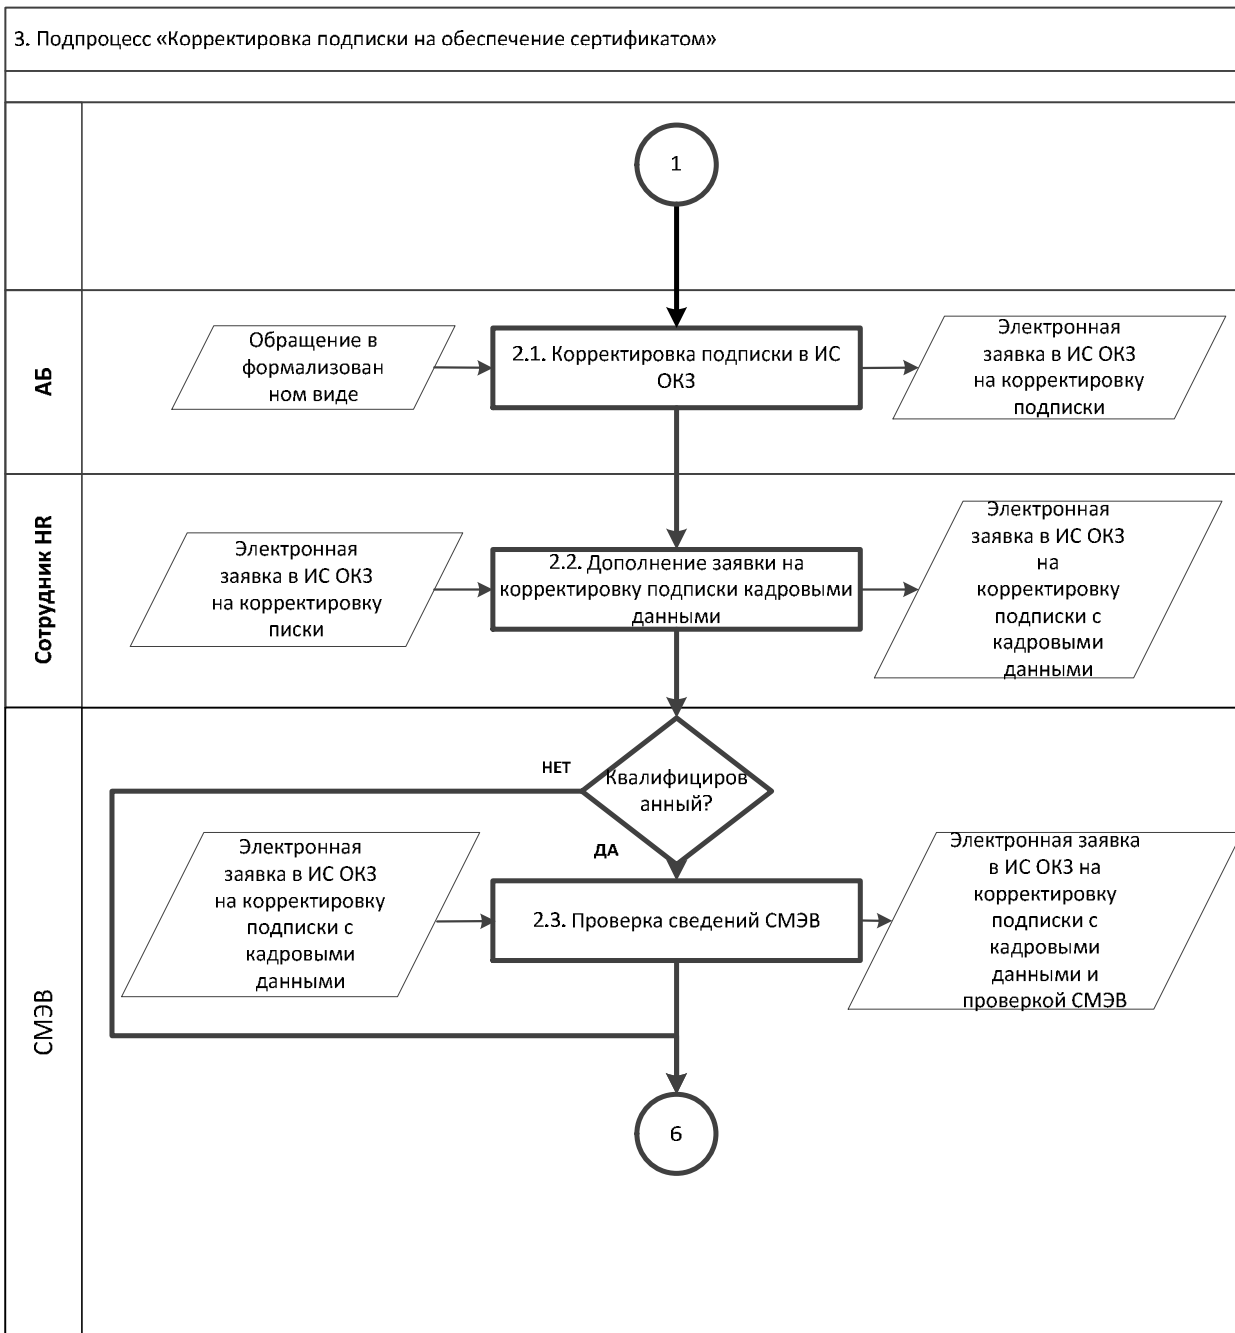 3. Подпроцесс «Корректировка подписки на обеспечение сертификатом»
1
АБ
Обращение в
формализован
ном виде
2.1. Корректировка подписки в ИС
ОКЗ
Электронная
заявка в ИС ОКЗ
на корректировку
подписки
Сотрудник HR
Электронная
заявка в ИС ОКЗ
на корректировку
писки
2.2. Дополнение заявки на
корректировку подписки кадровыми
данными
Электронная
заявка в ИС ОКЗ
на
корректировку
подписки с
кадровыми
данными
СМЭВ
НЕТ
Квалифициров
анный?
ДА
Электронная
заявка в ИС ОКЗ
на корректировку
подписки с
кадровыми
данными
2.3. Проверка сведений СМЭВ
Электронная заявка
в ИС ОКЗ на
корректировку
подписки с
кадровыми
данными и
проверкой СМЭВ
6